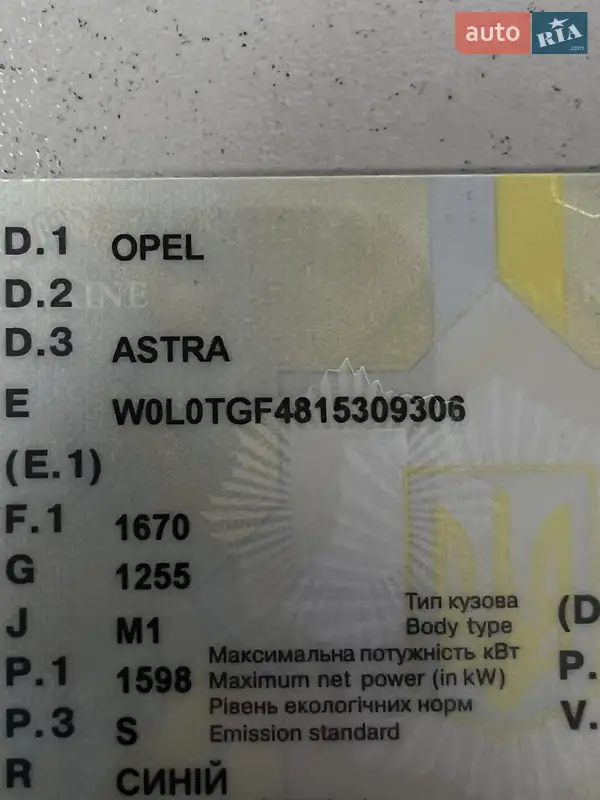 auto RIA .com
D.1 OPEL
D.2
D.3 ASTRA
E W0L0TGF4815309306
(E.1)
F.1 1670
G 1255
J M1
Тип кузова (D
Body type
P.1 1598
Максимальна потужність кВт P.
Maximum net power (in kW)
P.3 S
Рівень екологічних норм V.
Emission standard
R СИНІЙ